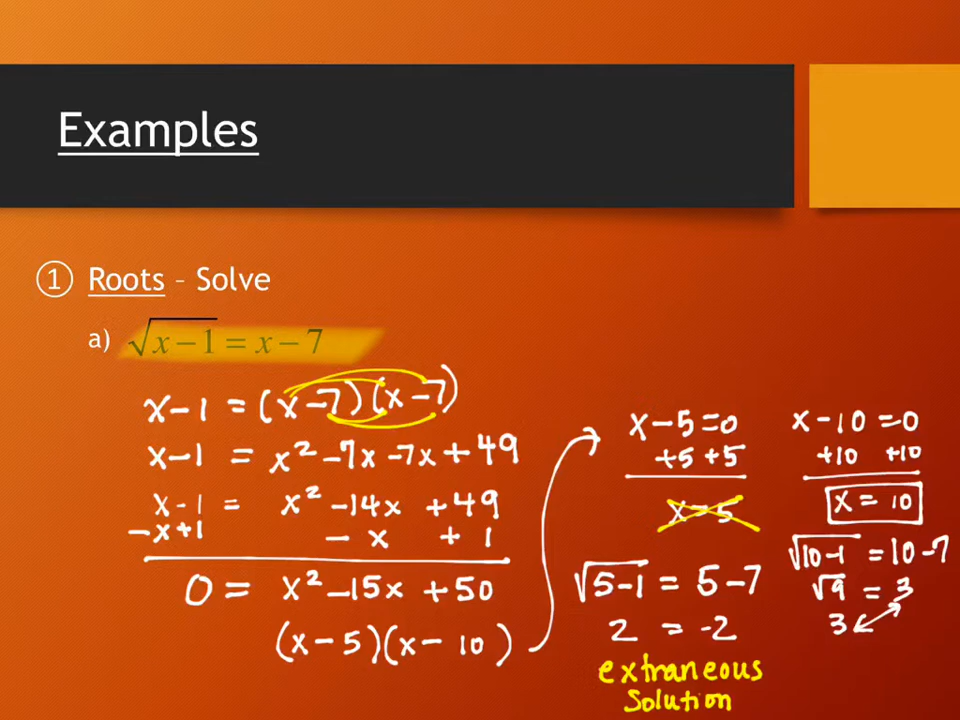 Examples
① Roots – Solve
a) √x−1 = x − 7
x−1 = (x−7)(x−7)
x−1 = x² −7x −7x +49
x−1 = x² −14x +49
−x+1 − x + 1
0 = x² −15x +50
(x−5)(x−10)
x−5=0
+5 +5
x=5
√5−1 = 5−7
2 = −2
extraneous
Solution
x−10=0
+10 +10
x = 10
√10−1 = 10−7
√9 = 3
3